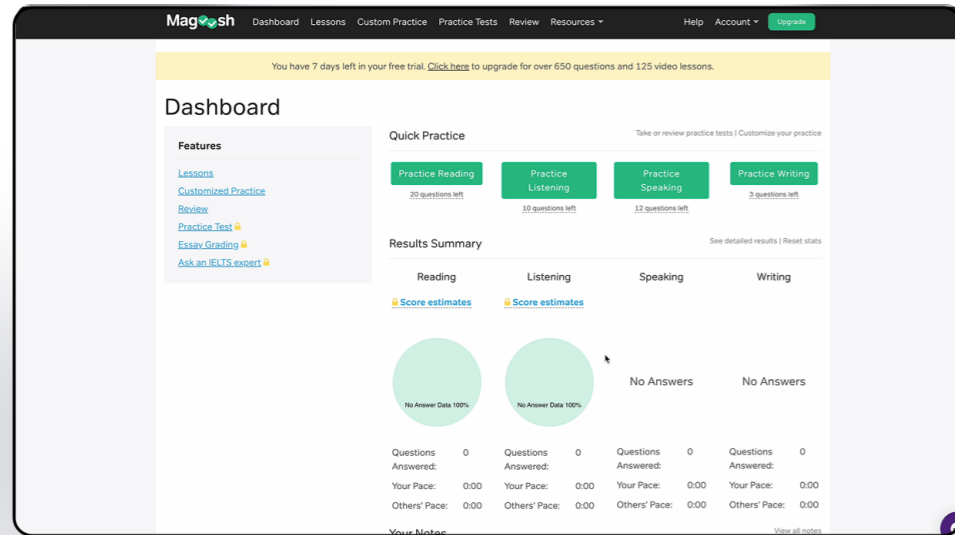 Magoosh Dashboard Lessons Custom Practice Practice Tests Review Resources Help Account Upgrade
You have 7 days left in your free trial. Click here to upgrade for over 650 questions and 125 video lessons.
Dashboard
Features
Lessons
Customized Practice
Review
Practice Test
Essay Grading
Ask an IELTS expert
Quick Practice Take or review practice tests | Customize your practice
Practice Reading
20 questions left
Practice
Listening
10 questions left
Practice
Speaking
12 questions left
Practice Writing
3 questions left
Results Summary See detailed results | Reset stats
Reading Listening Speaking Writing
Score estimates Score estimates
No Answer Data 100% No Answer Data 100% No Answers No Answers
Questions 0 Questions 0 Questions 0 Questions 0
Answered: Answered: Answered: Answered:
Your Pace: 0:00 Your Pace: 0:00 Your Pace: 0:00 Your Pace: 0:00
Others' Pace: 0:00 Others' Pace: 0:00 Others' Pace: 0:00 Others' Pace: 0:00
Your Notes View all notes